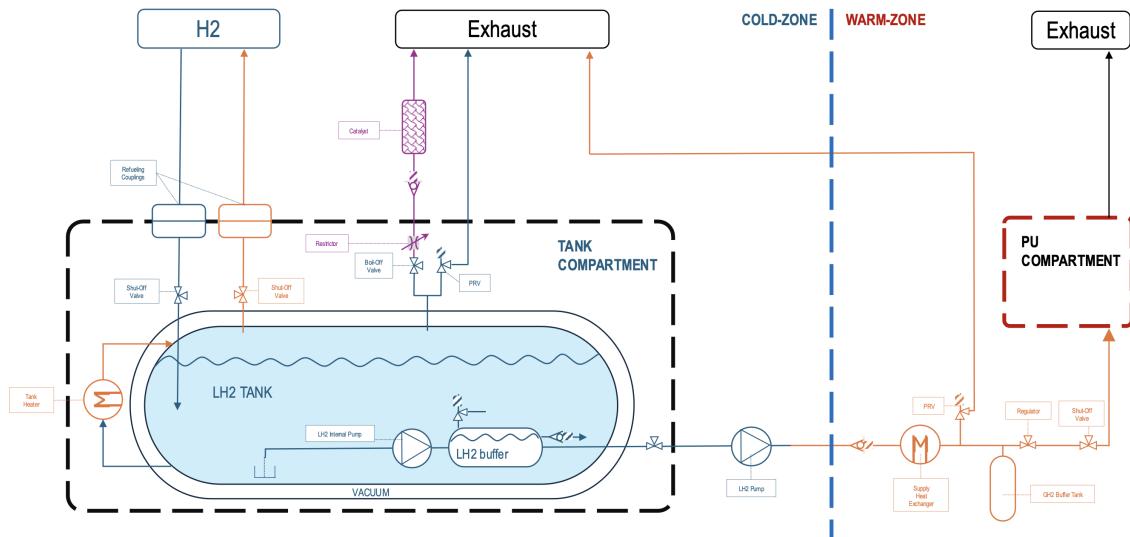 H2
Exhaust
COLD-ZONE
WARM-ZONE
Exhaust
Catalyst
Refueling
Couplings
Restrictor
Boil-Off
Valve
PRV
TANK
COMPARTMENT
PU
COMPARTMENT
Shut-Off
Valve
Shut-Off
Valve
Tank
Heater
LH2 TANK
LH2 Internal Pump
LH2 buffer
VACUUM
LH2 Pump
PRV
Regulator
Shut-Off
Valve
Supply
Heat
Exchanger
GH2 Buffer Tank